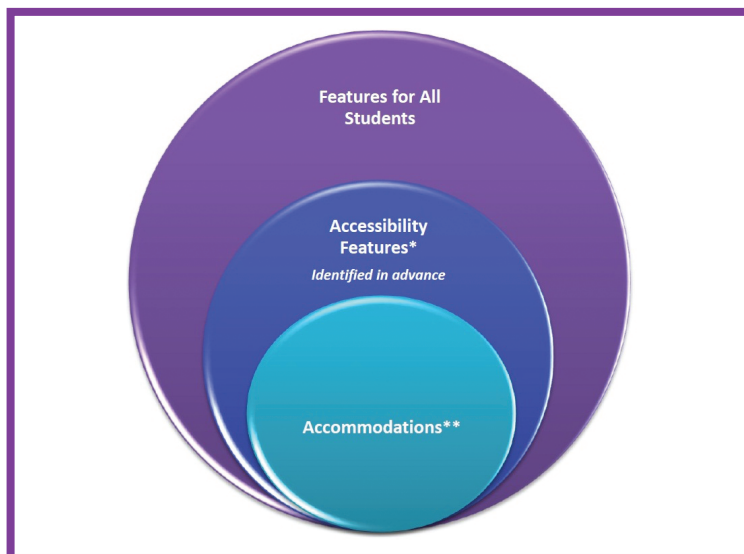 Features for All
Students
Accessibility
Features*
Identified in advance
Accommodations**